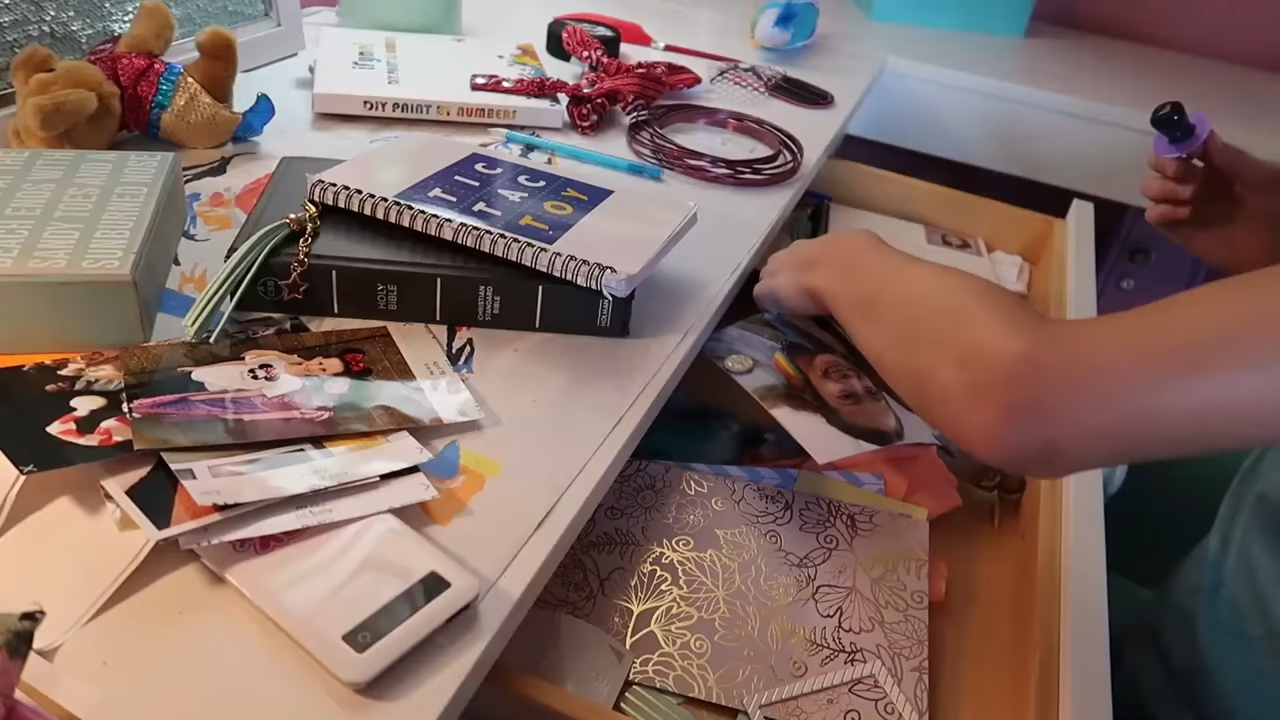 DIY PAINT BY NUMBERS
TIC
TAC
TOY
BEACH ENDS WITH
SANDY TOES AND A
SUNBURNED NOSE
CSB
HOLY
BIBLE
CHRISTIAN
STANDARD
BIBLE
HOLMAN